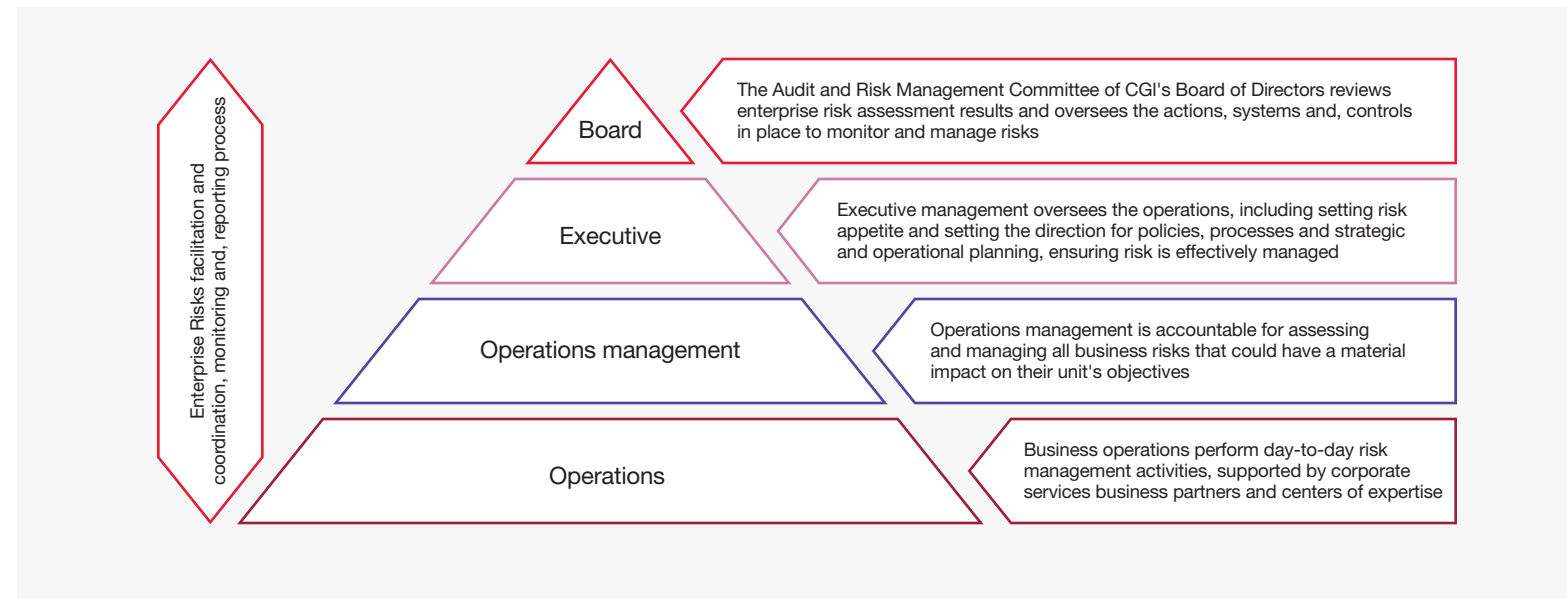 Enterprise Risks facilitation and
coordination, monitoring and, reporting process
Board
The Audit and Risk Management Committee of CGI's Board of Directors reviews
enterprise risk assessment results and oversees the actions, systems and, controls
in place to monitor and manage risks
Executive
Executive management oversees the operations, including setting risk
appetite and setting the direction for policies, processes and strategic
and operational planning, ensuring risk is effectively managed
Operations management
Operations management is accountable for assessing
and managing all business risks that could have a material
impact on their unit's objectives
Operations
Business operations perform day-to-day risk
management activities, supported by corporate
services business partners and centers of expertise